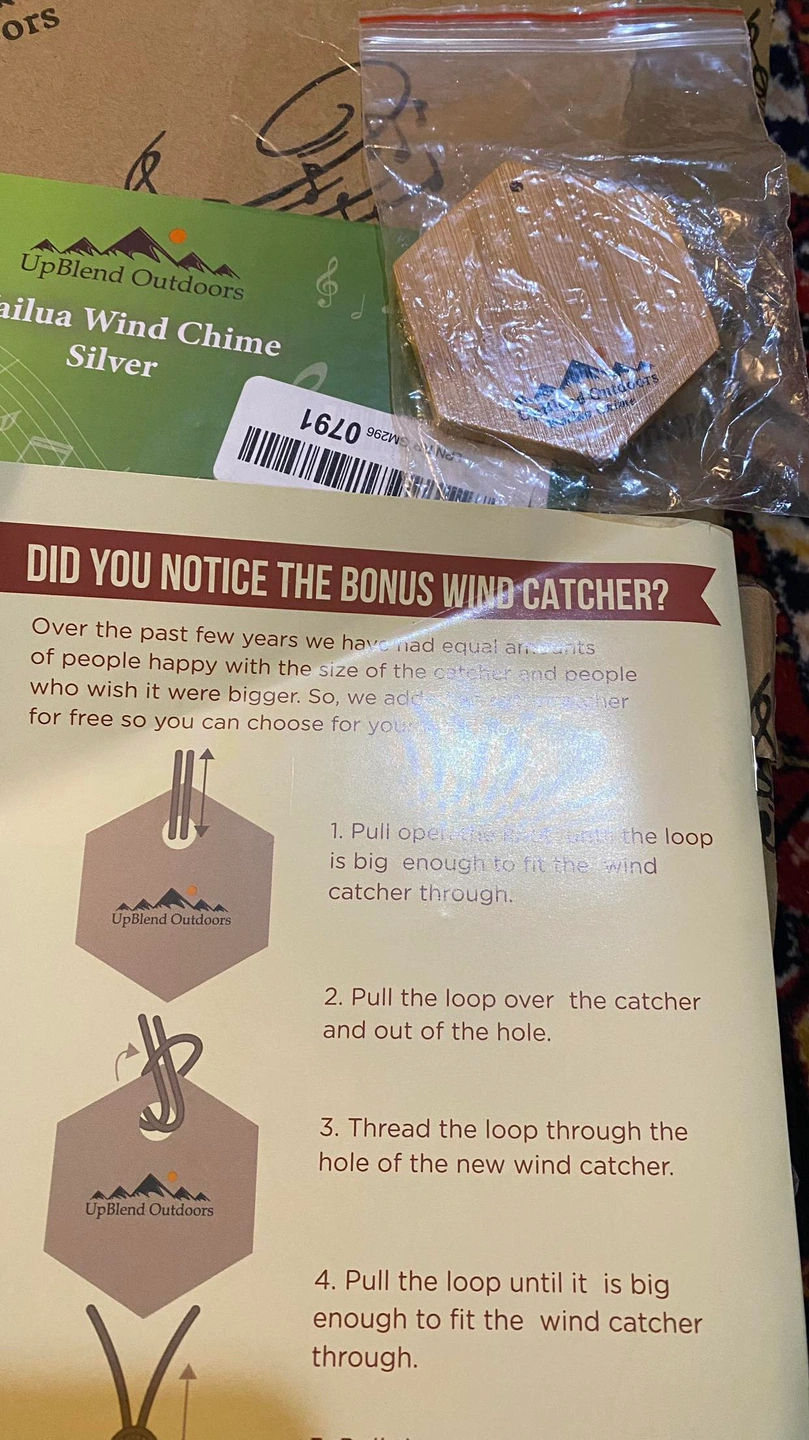 ors
UpBlend Outdoors
ailua Wind Chime
Silver
0791
UpBlend Outdoors
DID YOU NOTICE THE BONUS WIND CATCHER?
Over the past few years we have had equal amounts
of people happy with the size of the catcher and people
who wish it were bigger. So, we
for free so you can choose for
1. Pull open the until the loop
is big enough to fit the wind
catcher through.
UpBlend Outdoors
2. Pull the loop over the catcher
and out of the hole.
3. Thread the loop through the
hole of the new wind catcher.
UpBlend Outdoors
4. Pull the loop until it is big
enough to fit the wind catcher
through.